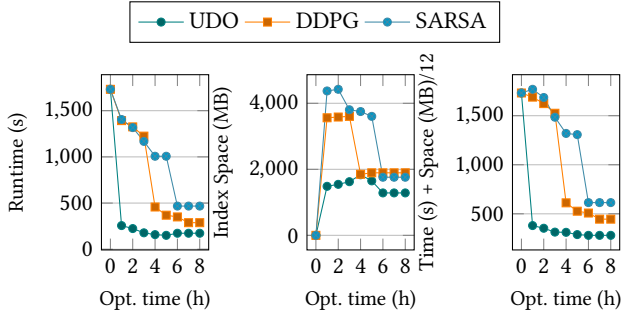 UDO DDPG SARSA
Runtime (s)
1,500
1,000
500
0
0 2 4 6 8
Opt. time (h)
Index Space (MB)
4,000
2,000
0
0 2 4 6 8
Opt. time (h)
Time (s) + Space (MB)/12
1,500
1,000
500
0 2 4 6 8
Opt. time (h)